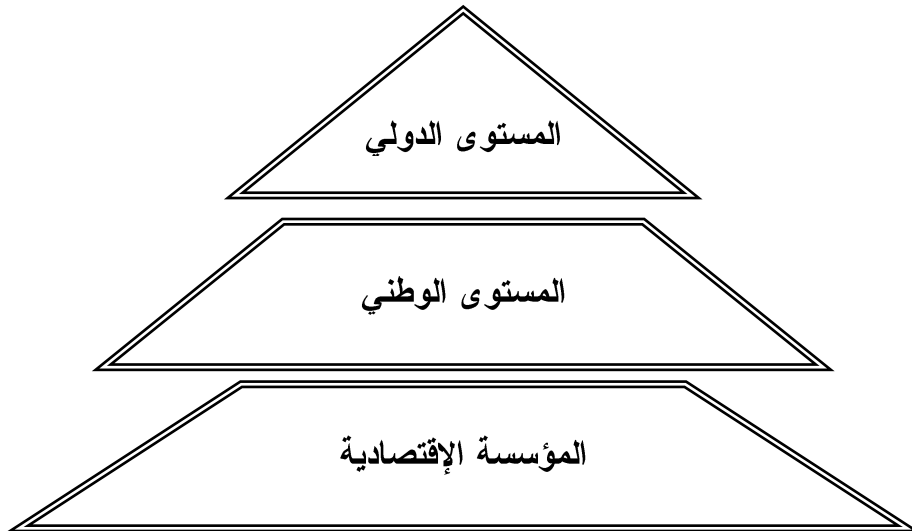 المستوى الدولي
المستوى الوطني
المؤسسة الإقتصادية